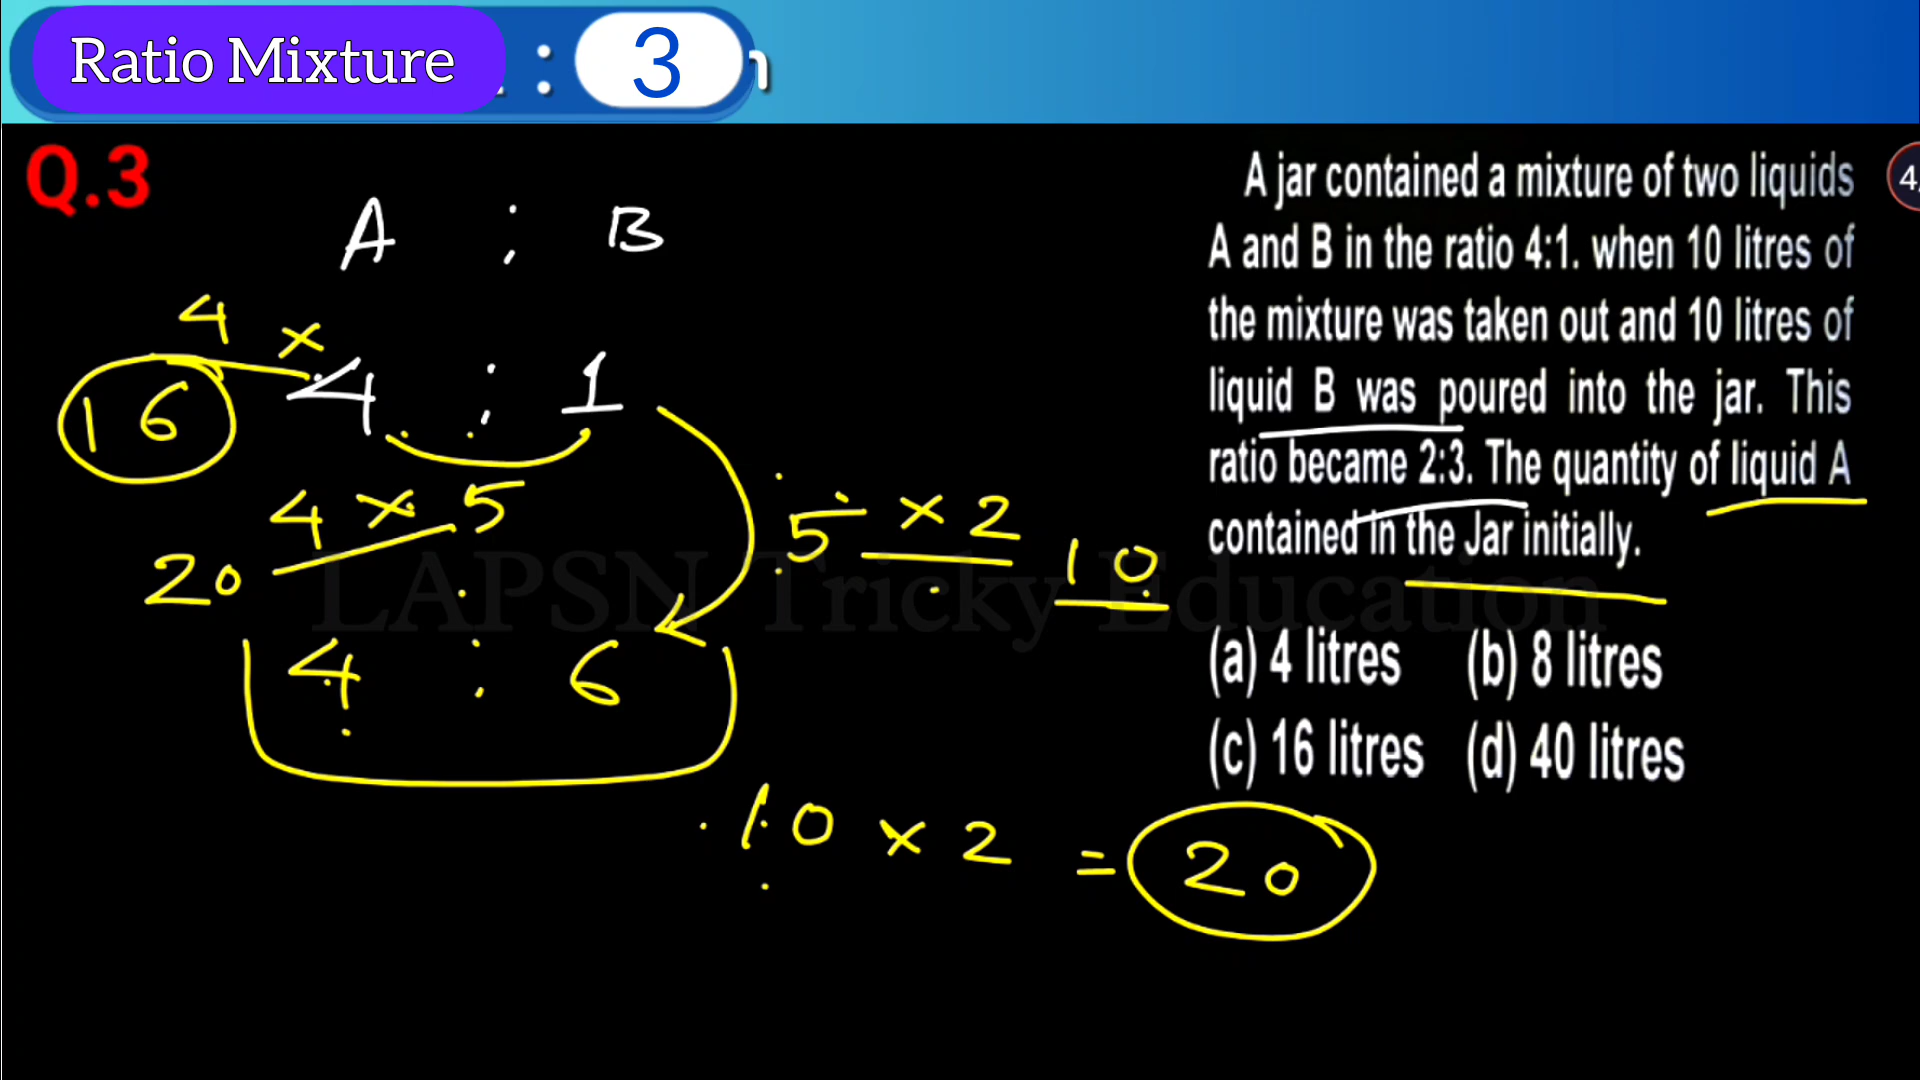 Ratio Mixture : 3
Q.3
A : B
4 ×
16 4 : 1
4 × 5
20
5 × 2
10
4 : 6
10 × 2 = 20
A jar contained a mixture of two liquids
A and B in the ratio 4:1. when 10 litres of
the mixture was taken out and 10 litres of
liquid B was poured into the jar. This
ratio became 2:3. The quantity of liquid A
contained in the Jar initially.
(a) 4 litres (b) 8 litres
(c) 16 litres (d) 40 litres
LAPSN Tricky Education